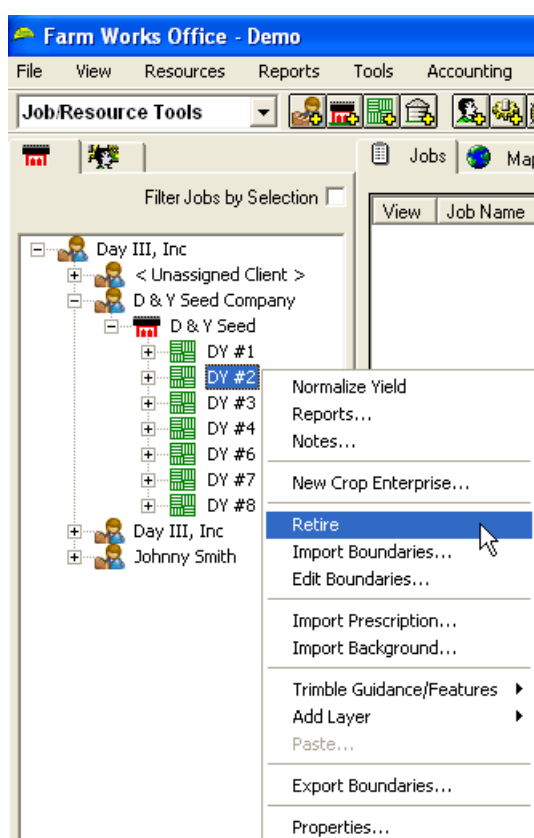 Farm Works Office - Demo
File View Resources Reports Tools Accounting
Job/Resource Tools
Jobs
Filter Jobs by Selection
View Job Name
Day III, Inc
< Unassigned Client >
D & Y Seed Company
D & Y Seed
DY #1
DY #2
DY #3
DY #4
DY #6
DY #7
DY #8
Day III, Inc
Johnny Smith
Normalize Yield
Reports...
Notes...
New Crop Enterprise...
Retire
Import Boundaries...
Edit Boundaries...
Import Prescription...
Import Background...
Trimble Guidance/Features
Add Layer
Paste...
Export Boundaries...
Properties...